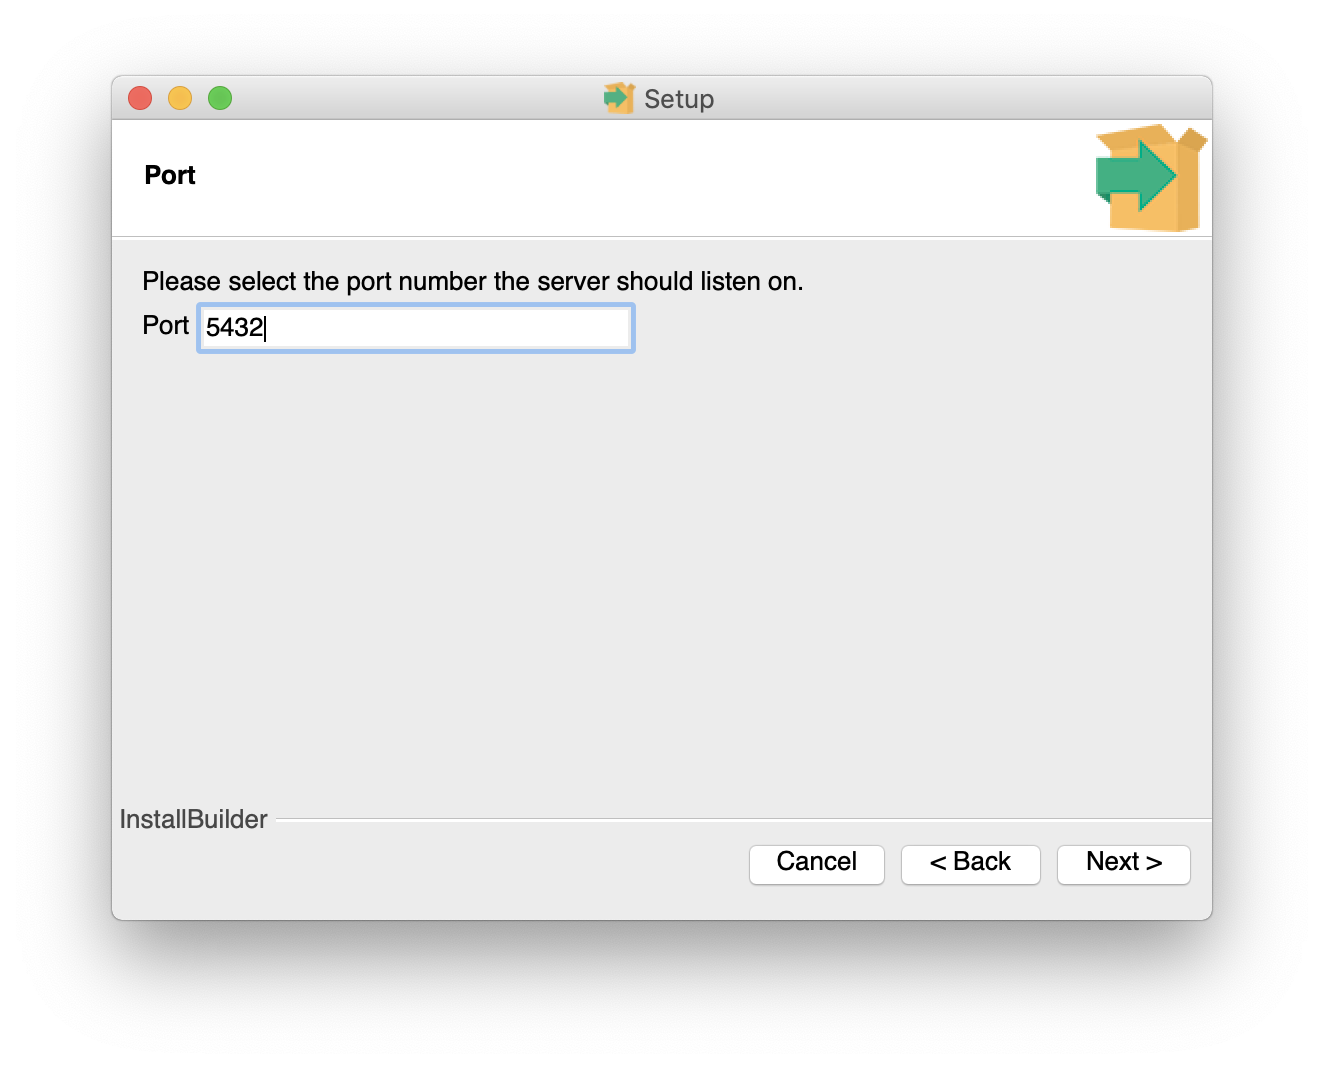 Setup
Port
Please select the port number the server should listen on.
Port 5432
InstallBuilder
Cancel < Back Next >